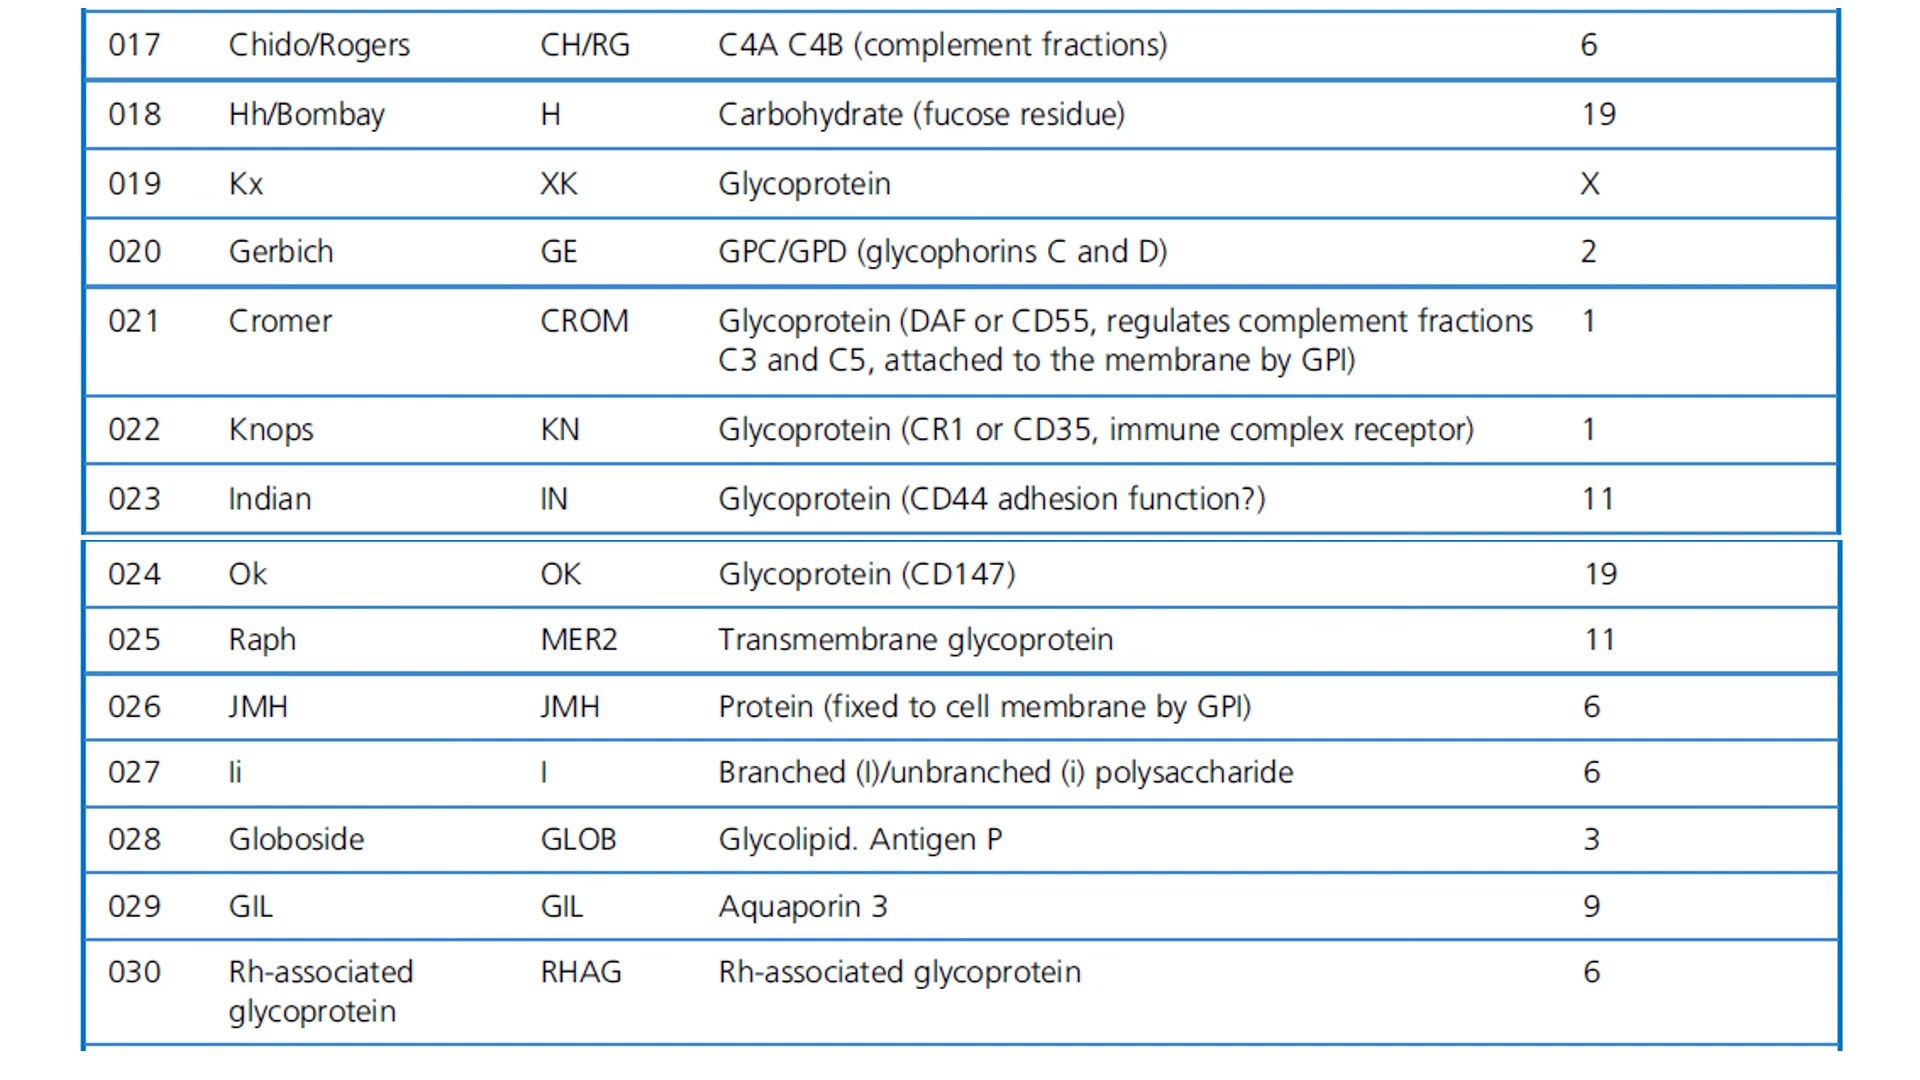 017 Chido/Rogers CH/RG C4A C4B (complement fractions) 6
018 Hh/Bombay H Carbohydrate (fucose residue) 19
019 Kx XK Glycoprotein X
020 Gerbich GE GPC/GPD (glycophorins C and D) 2
021 Cromer CROM Glycoprotein (DAF or CD55, regulates complement fractions 1
C3 and C5, attached to the membrane by GPI)
022 Knops KN Glycoprotein (CR1 or CD35, immune complex receptor) 1
023 Indian IN Glycoprotein (CD44 adhesion function?) 11
024 Ok OK Glycoprotein (CD147) 19
025 Raph MER2 Transmembrane glycoprotein 11
026 JMH JMH Protein (fixed to cell membrane by GPI) 6
027 Ii I Branched (I)/unbranched (i) polysaccharide 6
028 Globoside GLOB Glycolipid. Antigen P 3
029 GIL GIL Aquaporin 3 9
030 Rh-associated RHAG Rh-associated glycoprotein 6
glycoprotein